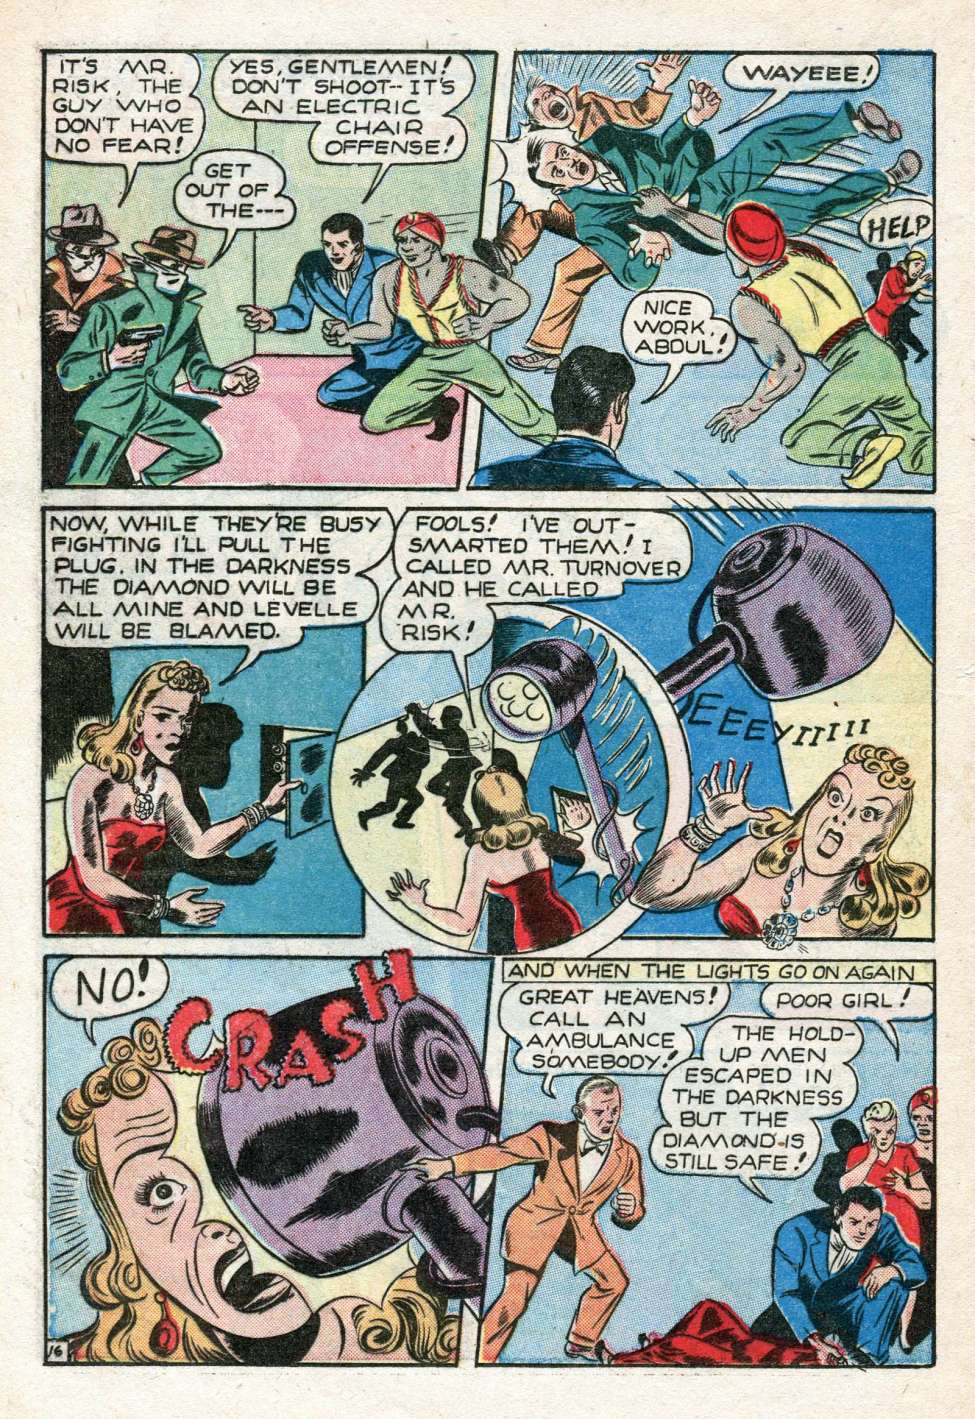 IT'S MR.
RISK, THE
GUY WHO
DON'T HAVE
NO FEAR!
GET
OUT OF
THE---
YES, GENTLEMEN!
DON'T SHOOT-- IT'S
AN ELECTRIC
CHAIR
OFFENSE!
WAYEEE!
HELP
NICE
WORK,
ABDUL!
NOW, WHILE THEY'RE BUSY
FIGHTING I'LL PULL THE
PLUG. IN THE DARKNESS
THE DIAMOND WILL BE
ALL MINE AND LEVELLE
WILL BE BLAMED.
FOOLS! I'VE OUT-
SMARTED THEM! I
CALLED MR. TURNOVER
AND HE CALLED
MR.
RISK!
EEEEYIIIII
NO!
CRASH
16
AND WHEN THE LIGHTS GO ON AGAIN
GREAT HEAVENS!
CALL AN
AMBULANCE
SOMEBODY!
POOR GIRL!
THE HOLD-
UP MEN
ESCAPED IN
THE DARKNESS
BUT THE
DIAMOND IS
STILL SAFE!